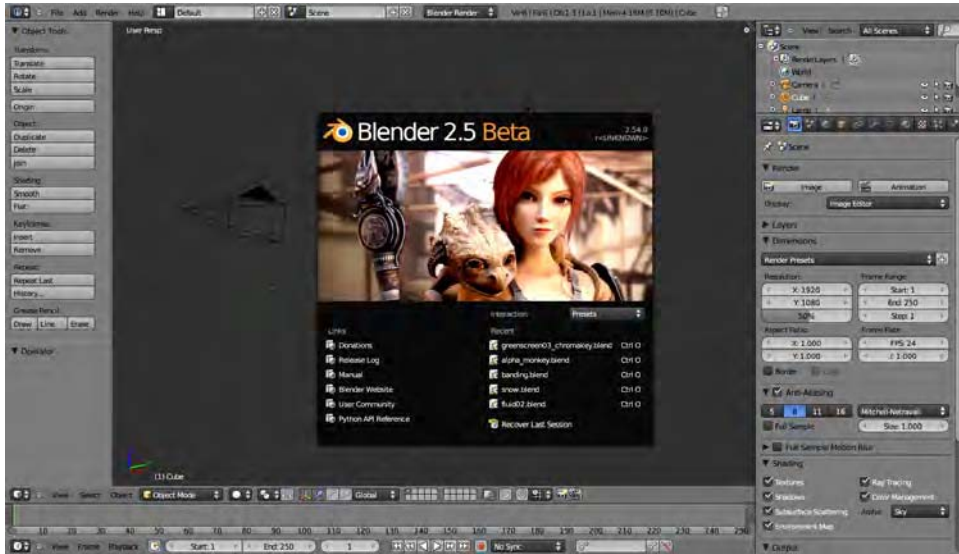 File Add Render Help Default Scene Blender Render
Object Tools
User Persp
View Search All Scenes
Scene
RenderLayers
World
Camera
Cube
Lamp
Transform:
Translate
Rotate
Scale
Origin
Object:
Duplicate
Delete
Join
Shading:
Smooth
Flat
Keyframes:
Insert
Remove
Repeat:
Repeat Last
History...
Grease Pencil:
Draw Line Erase
Operator
Blender 2.5 Beta
2.54.0
r<UNKNOWN>
Interaction: Presets
Links
Donations
Release Log
Manual
Blender Website
User Community
Python API Reference
Recent
greenscreen03_chromakey.blend Ctrl O
alpha_monkey.blend Ctrl O
banding.blend Ctrl O
snow.blend Ctrl O
fluid02.blend Ctrl O
Recover Last Session
Scene
Render
Image Animation
Display: Image Editor
Layers
Dimensions
Render Presets
Resolution: Frame Range:
X: 1920 Start: 1
Y: 1080 End: 250
50% Step: 1
Aspect Ratio: Frame Rate:
X: 1.000 FPS: 24
Y: 1.000 / : 1.000
Border
Anti-Aliasing
5 8 11 16 Mitchell-Netravali
Full Sample Size: 1.000
Full Sample Motion Blur
Shading
Textures Ray Tracing
Shadows Color Management
Subsurface Scattering Alpha: Sky
Environment Map
Output
(1) Cube
View Select Object Object Mode Global
10 20 30 40 50 60 70 80 90 100 110 120 130 140 150 160 170 180 190 200 210 220 230 240 250
View Frame Playback Start: 1 End: 250 1 No Sync